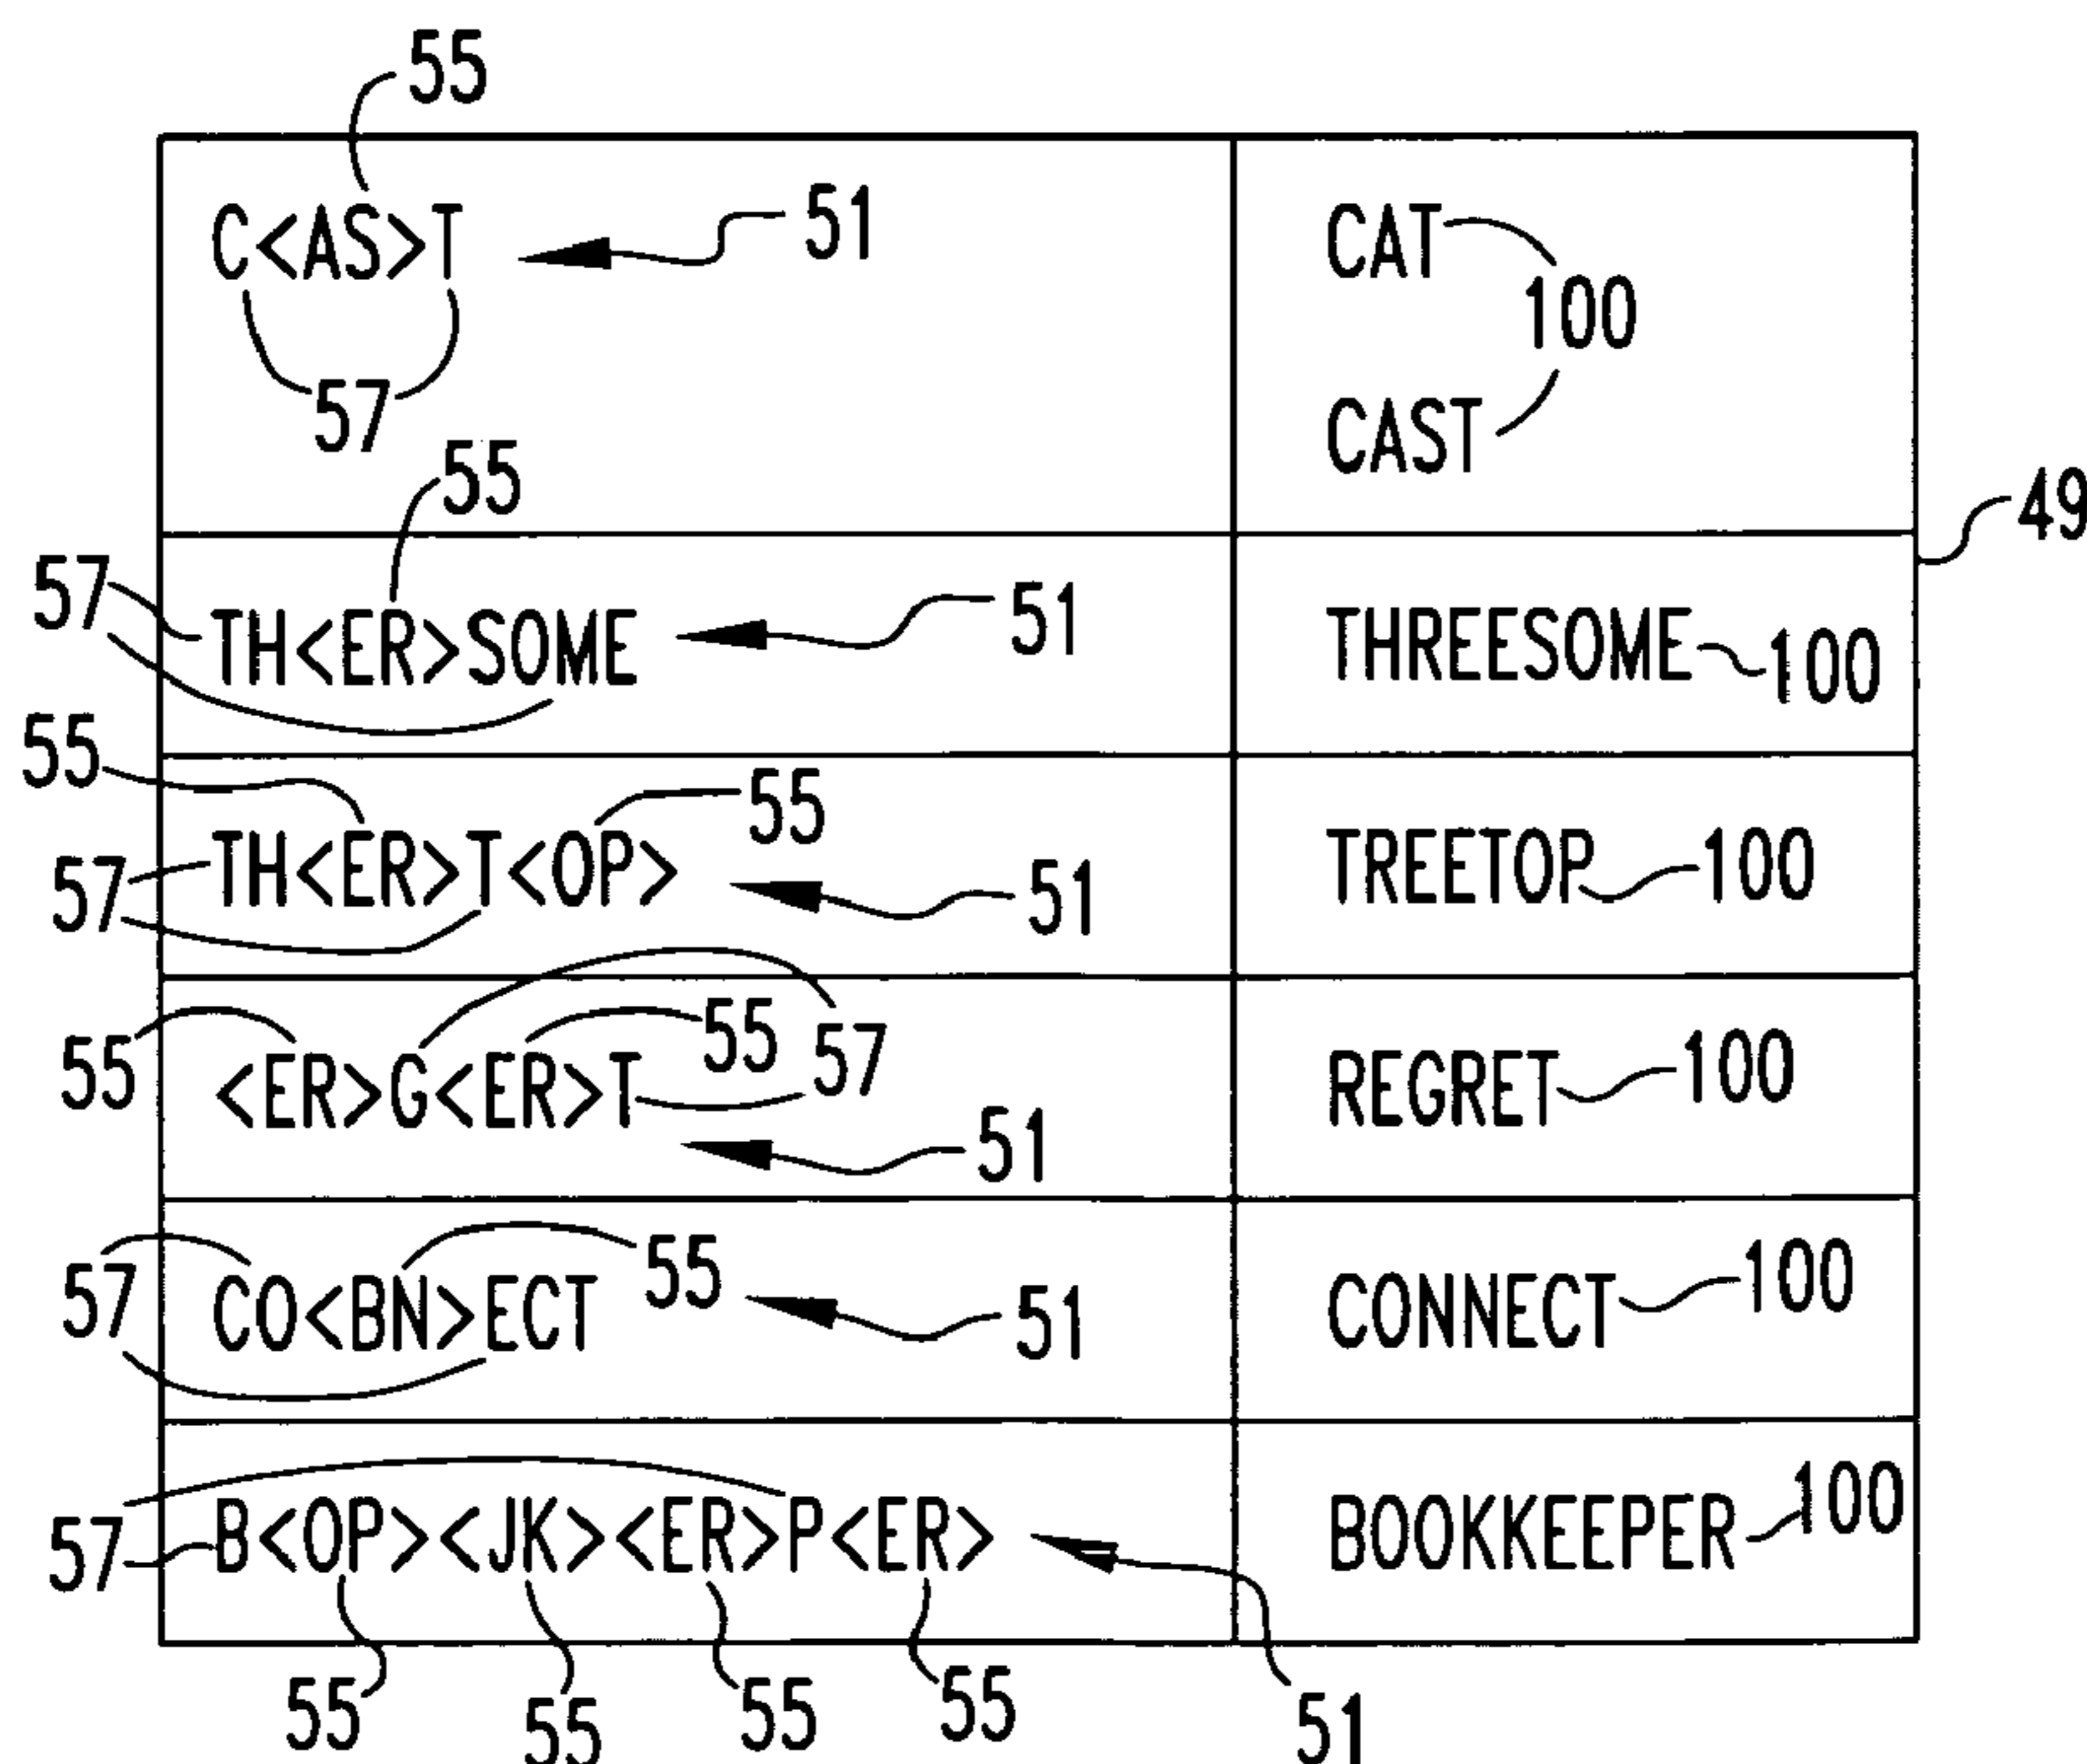 55
C<AS>T 51 CAT
100
57 CAST
55
49
57 TH<ER>SOME 51 THREESOME 100
55 55
57 TH<ER>T<OP> 51 TREETOP 100
55 <ER>G<ER>T 55 57 REGRET 100
51
57 CO<BN>ECT 55 51 CONNECT 100
57 B<OP><JK><ER>P<ER> BOOKKEEPER 100
55 55 55 55 51